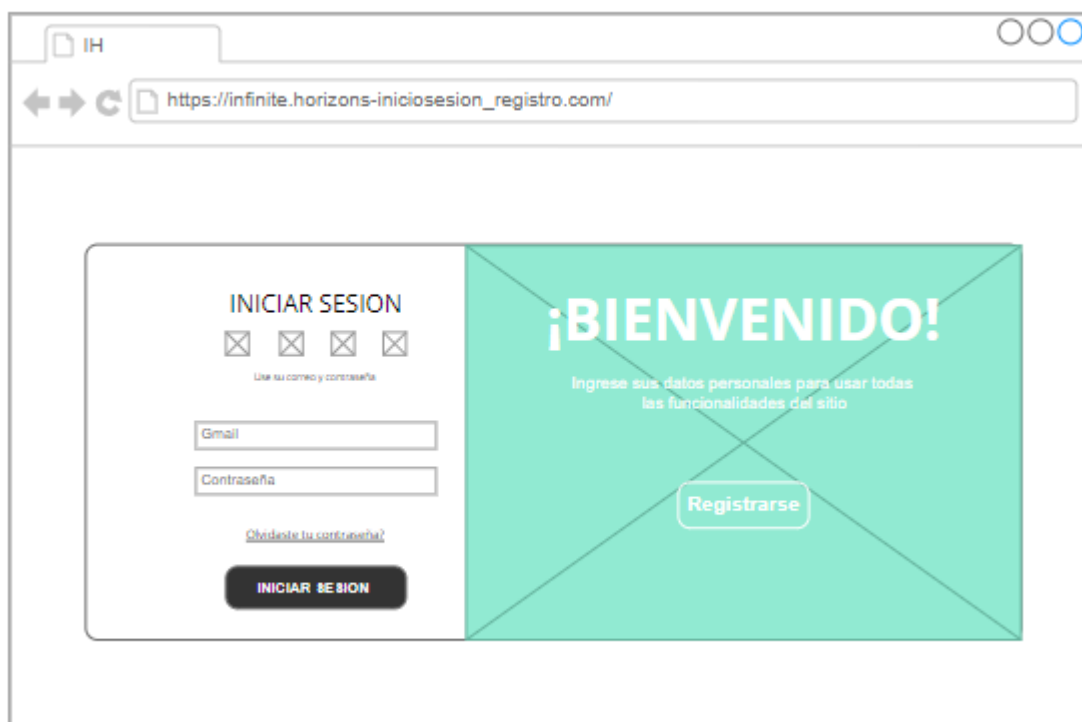 IH
https://infinite.horizons-iniciosesion_registro.com/
INICIAR SESION
Use su correo y contraseña
Gmail
Contraseña
Olvidaste tu contraseña?
INICIAR SESION
¡BIENVENIDO!
Ingrese sus datos personales para usar todas
las funcionalidades del sitio
Registrarse